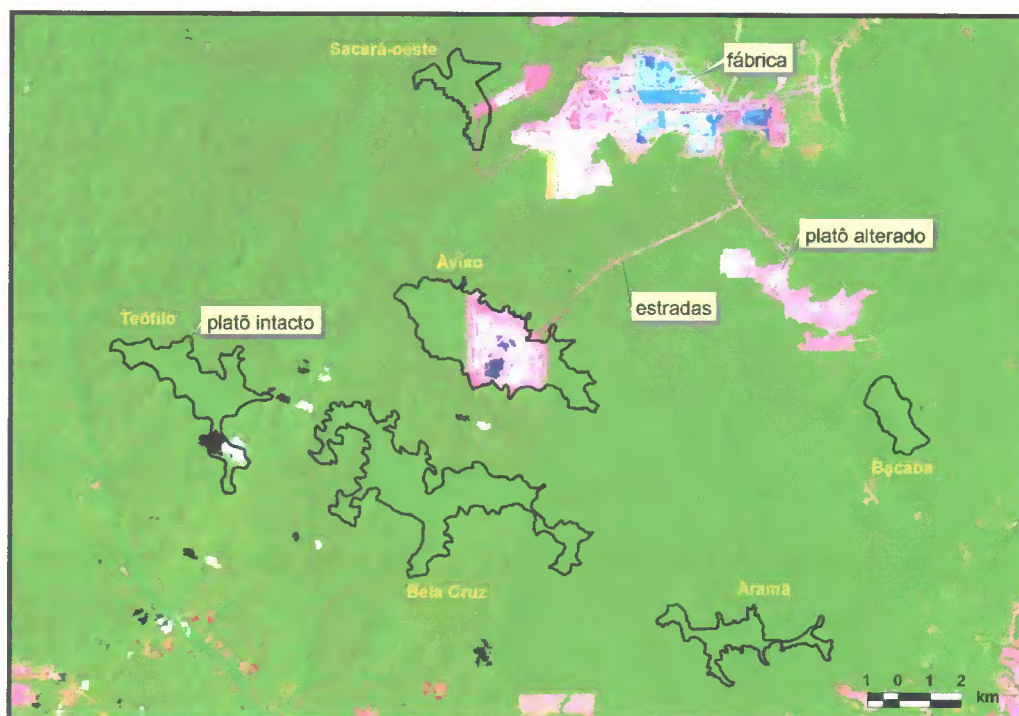 Sacará-oeste
fábrica
platô alterado
Aviso
estradas
Teófilo
platô intacto
Bacaba
Bela Cruz
Aramã
1 0 1 2
km